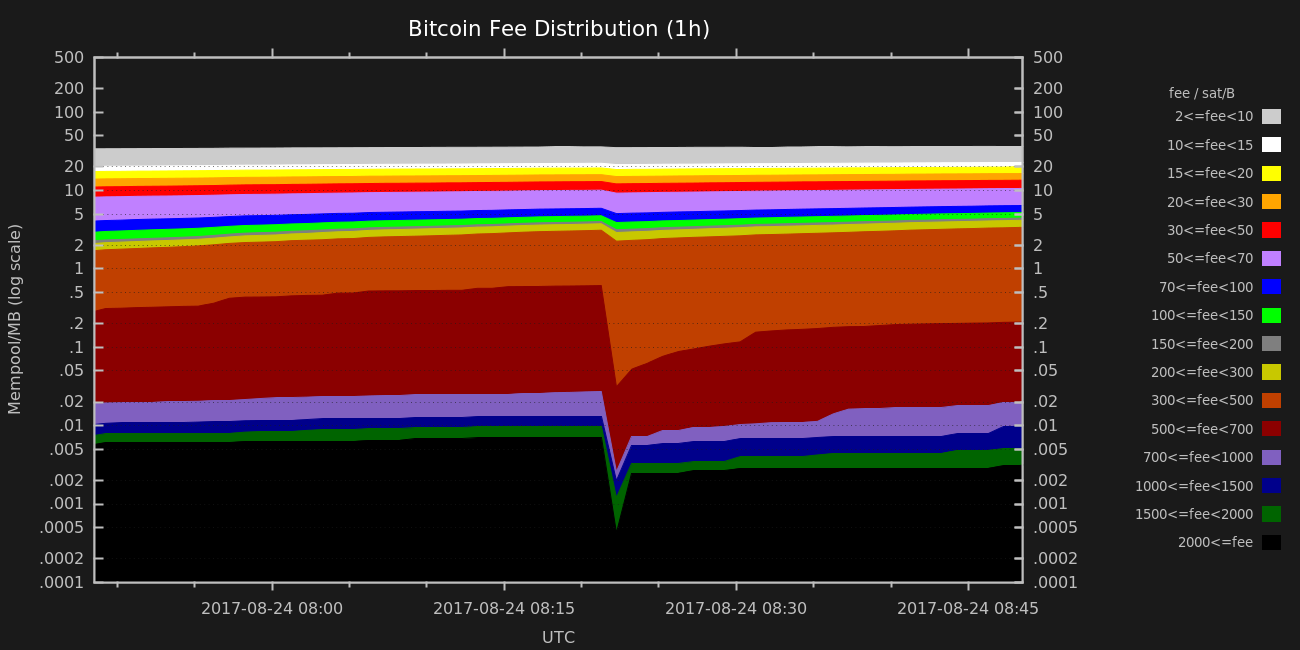 Bitcoin Fee Distribution (1h)
Mempool/MB (log scale)
500
200
100
50
20
10
5
2
1
.5
.2
.1
.05
.02
.01
.005
.002
.001
.0005
.0002
.0001
500
200
100
50
20
10
5
2
1
.5
.2
.1
.05
.02
.01
.005
.002
.001
.0005
.0002
.0001
2017-08-24 08:00
2017-08-24 08:15
2017-08-24 08:30
2017-08-24 08:45
UTC
fee / sat/B
2<=fee<10
10<=fee<15
15<=fee<20
20<=fee<30
30<=fee<50
50<=fee<70
70<=fee<100
100<=fee<150
150<=fee<200
200<=fee<300
300<=fee<500
500<=fee<700
700<=fee<1000
1000<=fee<1500
1500<=fee<2000
2000<=fee